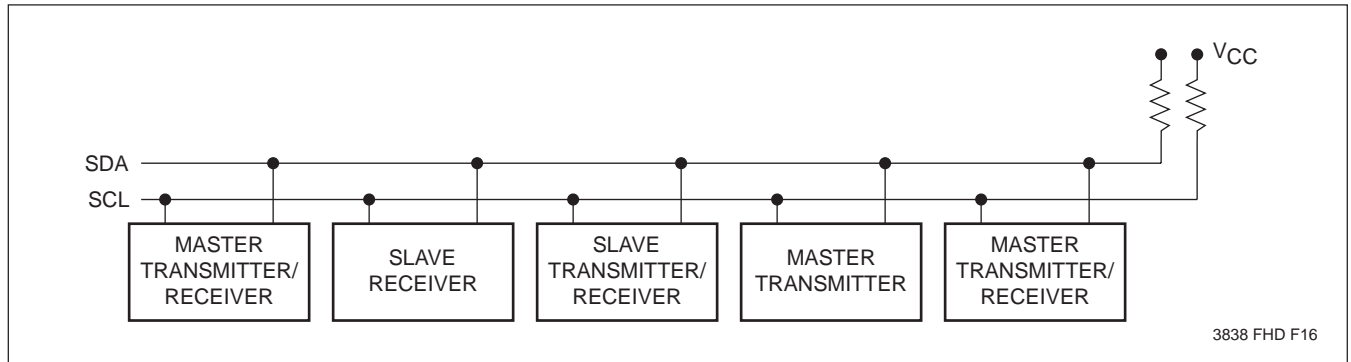 VCC
SDA
SCL
MASTER
TRANSMITTER/
RECEIVER
SLAVE
RECEIVER
SLAVE
TRANSMITTER/
RECEIVER
MASTER
TRANSMITTER
MASTER
TRANSMITTER/
RECEIVER
3838 FHD F16